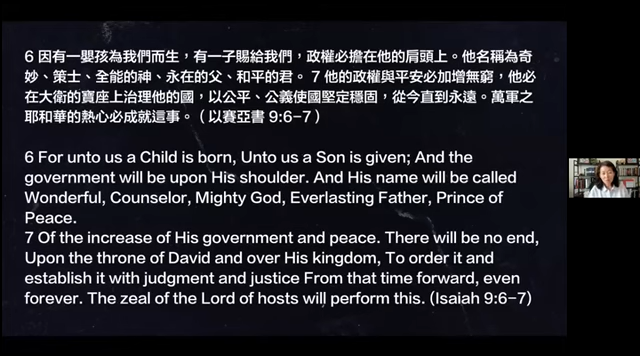 6 因有一嬰孩為我們而生，有一子賜給我們，政權必擔在他的肩頭上。他名稱為奇
妙、策士、全能的神、永在的父、和平的君。 7 他的政權與平安必加增無窮，他必
在大衛的寶座上治理他的國，以公平、公義使國堅定穩固，從今直到永遠。萬軍之
耶和華的熱心必成就這事。（以賽亞書 9:6-7）
6 For unto us a Child is born, Unto us a Son is given; And the
government will be upon His shoulder. And His name will be called
Wonderful, Counselor, Mighty God, Everlasting Father, Prince of
Peace.
7 Of the increase of His government and peace. There will be no end,
Upon the throne of David and over His kingdom, To order it and
establish it with judgment and justice From that time forward, even
forever. The zeal of the Lord of hosts will perform this. (Isaiah 9:6-7)